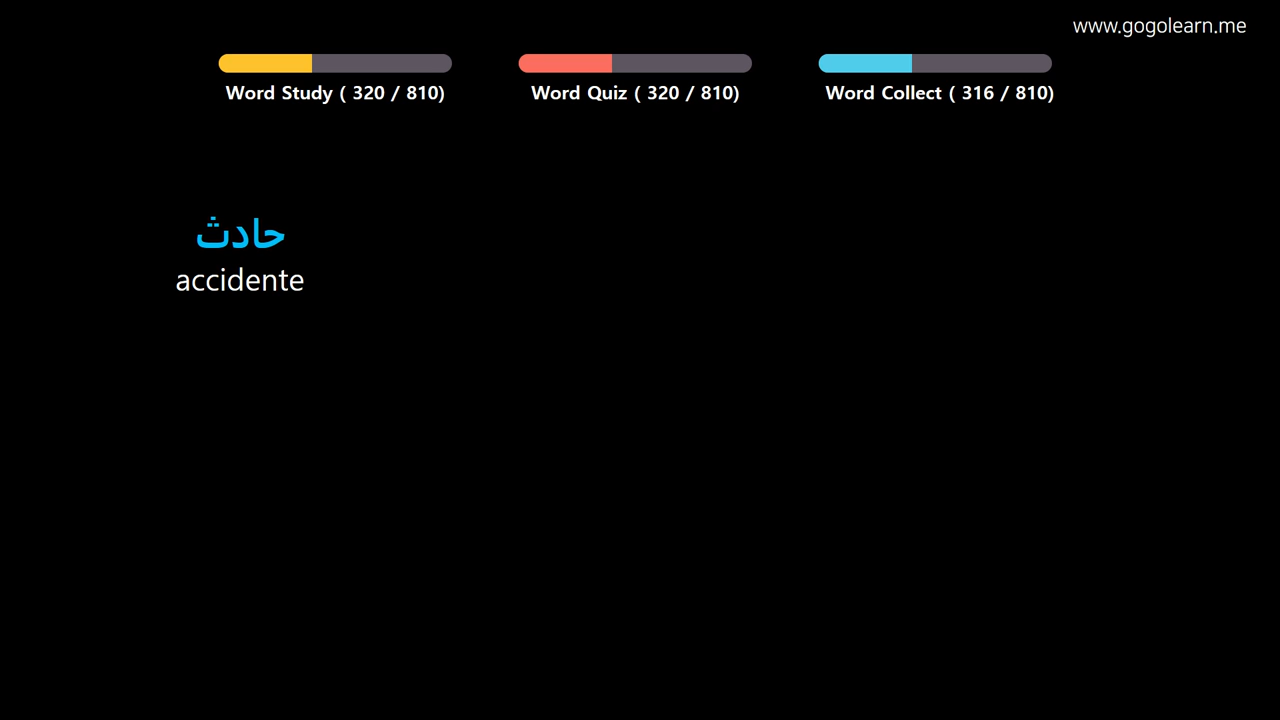 www.gogolearn.me
Word Study ( 320 / 810)
Word Quiz ( 320 / 810)
Word Collect ( 316 / 810)
حادث
accidente